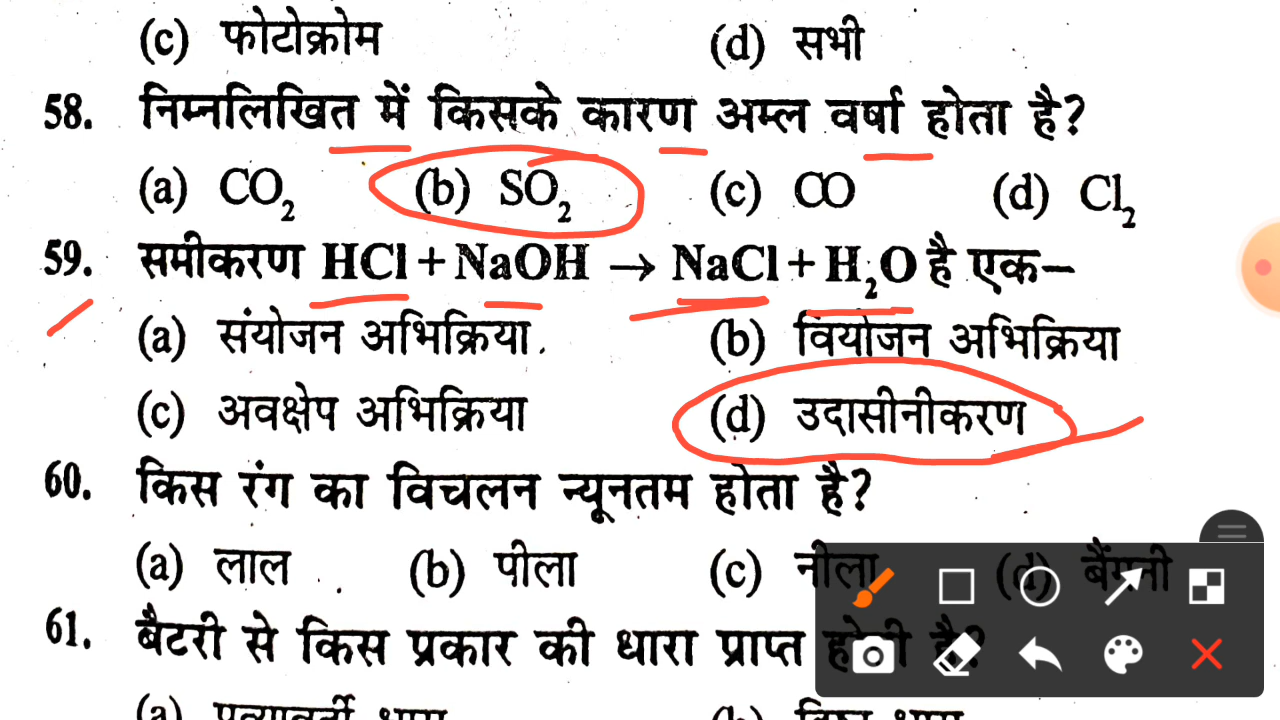 (c) फोटोक्रोम (d) सभी
58. निम्नलिखित में किसके कारण अम्ल वर्षा होता है?
(a) CO₂ (b) SO₂ (c) CO (d) Cl₂
59. समीकरण HCl + NaOH → NaCl + H₂O है एक–
(a) संयोजन अभिक्रिया. (b) वियोजन अभिक्रिया
(c) अवक्षेप अभिक्रिया (d) उदासीनीकरण
60. किस रंग का विचलन न्यूनतम होता है?
(a) लाल (b) पीला (c) नीला (d) बैंगनी
61. बैटरी से किस प्रकार की धारा प्राप्त होती है?
(a) (b)